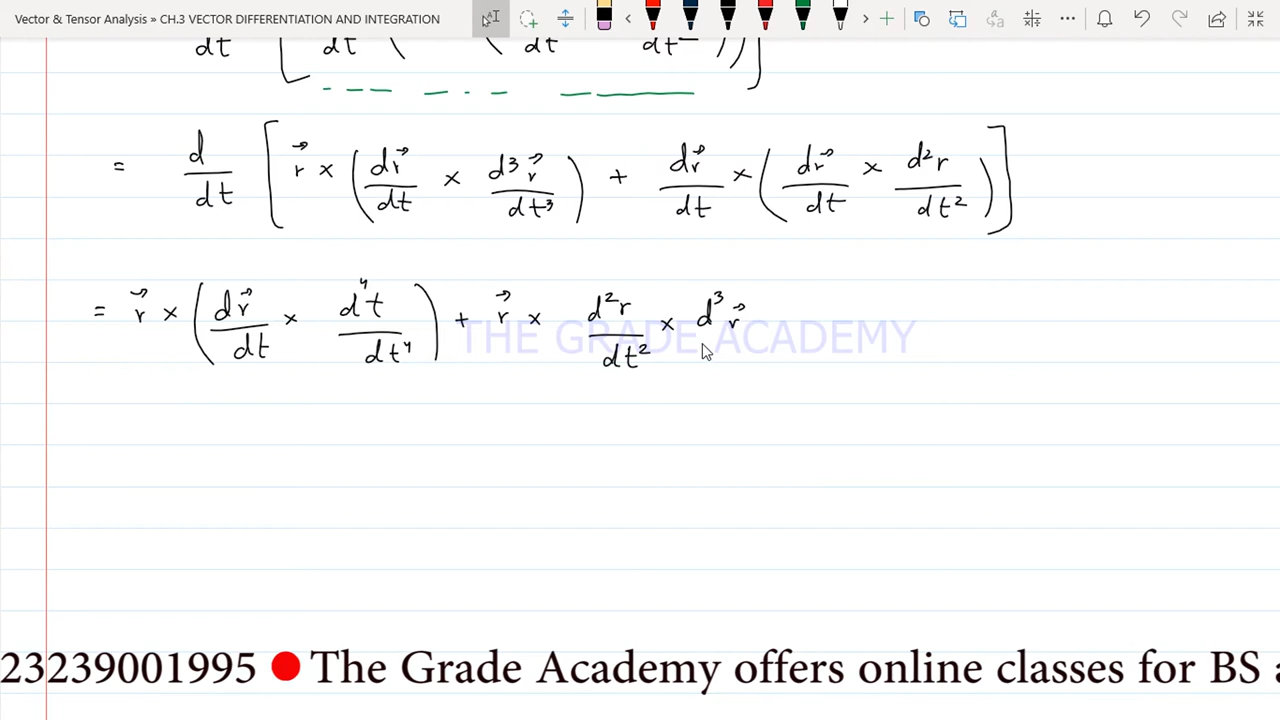 Vector & Tensor Analysis » CH.3 VECTOR DIFFERENTIATION AND INTEGRATION
dt [ dt ( ( dt dt² )) ]
= d/dt [ r⃗ × ( dr⃗/dt × d³r⃗/dt³ ) + dr⃗/dt × ( dr⃗/dt × d²r/dt² ) ]
= r⃗ × ( dr⃗/dt × d⁴t/dt⁴ ) + r⃗ × d²r/dt² × d³r⃗
THE GRADE ACADEMY
23239001995 ● The Grade Academy offers online classes for BS a